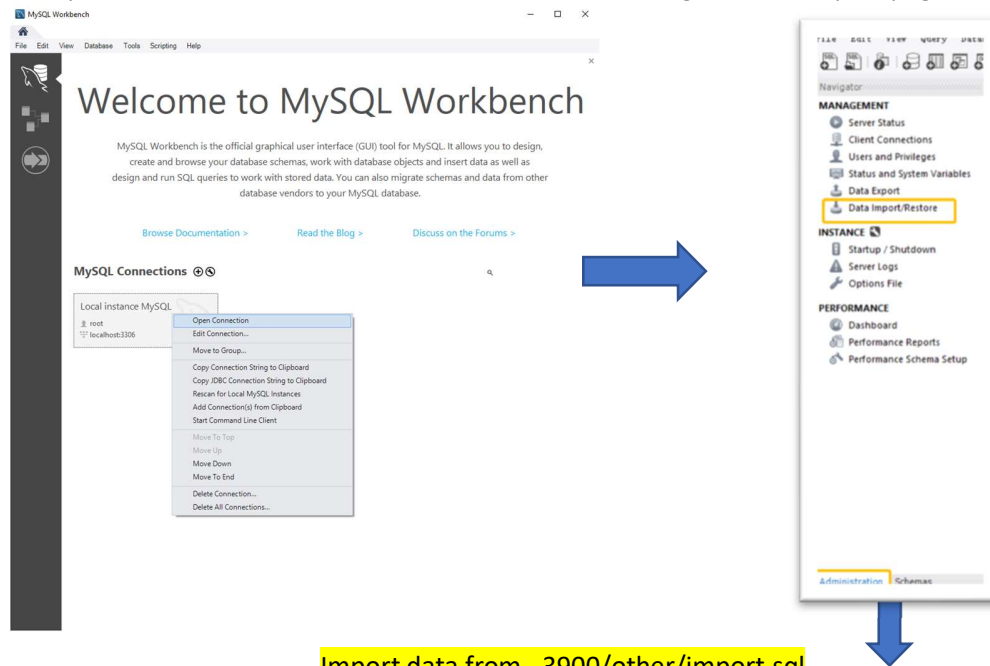 MySQL Workbench
File Edit View Database Tools Scripting Help
Welcome to MySQL Workbench
MySQL Workbench is the official graphical user interface (GUI) tool for MySQL. It allows you to design,
create and browse your database schemas, work with database objects and insert data as well as
design and run SQL queries to work with stored data. You can also migrate schemas and data from other
database vendors to your MySQL database.
Browse Documentation > Read the Blog > Discuss on the Forums >
MySQL Connections
Local instance MySQL
root
localhost:3306
Open Connection
Edit Connection...
Move to Group...
Copy Connection String to Clipboard
Copy JDBC Connection String to Clipboard
Rescan for Local MySQL Instances
Add Connection(s) from Clipboard
Start Command Line Client
Move To Top
Move Up
Move Down
Move To End
Delete Connection...
Delete All Connections...
File Edit View Query
Navigator
MANAGEMENT
Server Status
Client Connections
Users and Privileges
Status and System Variables
Data Export
Data Import/Restore
INSTANCE
Startup / Shutdown
Server Logs
Options File
PERFORMANCE
Dashboard
Performance Reports
Performance Schema Setup
Administration Schemas
Import data from 3900/other/import.sql